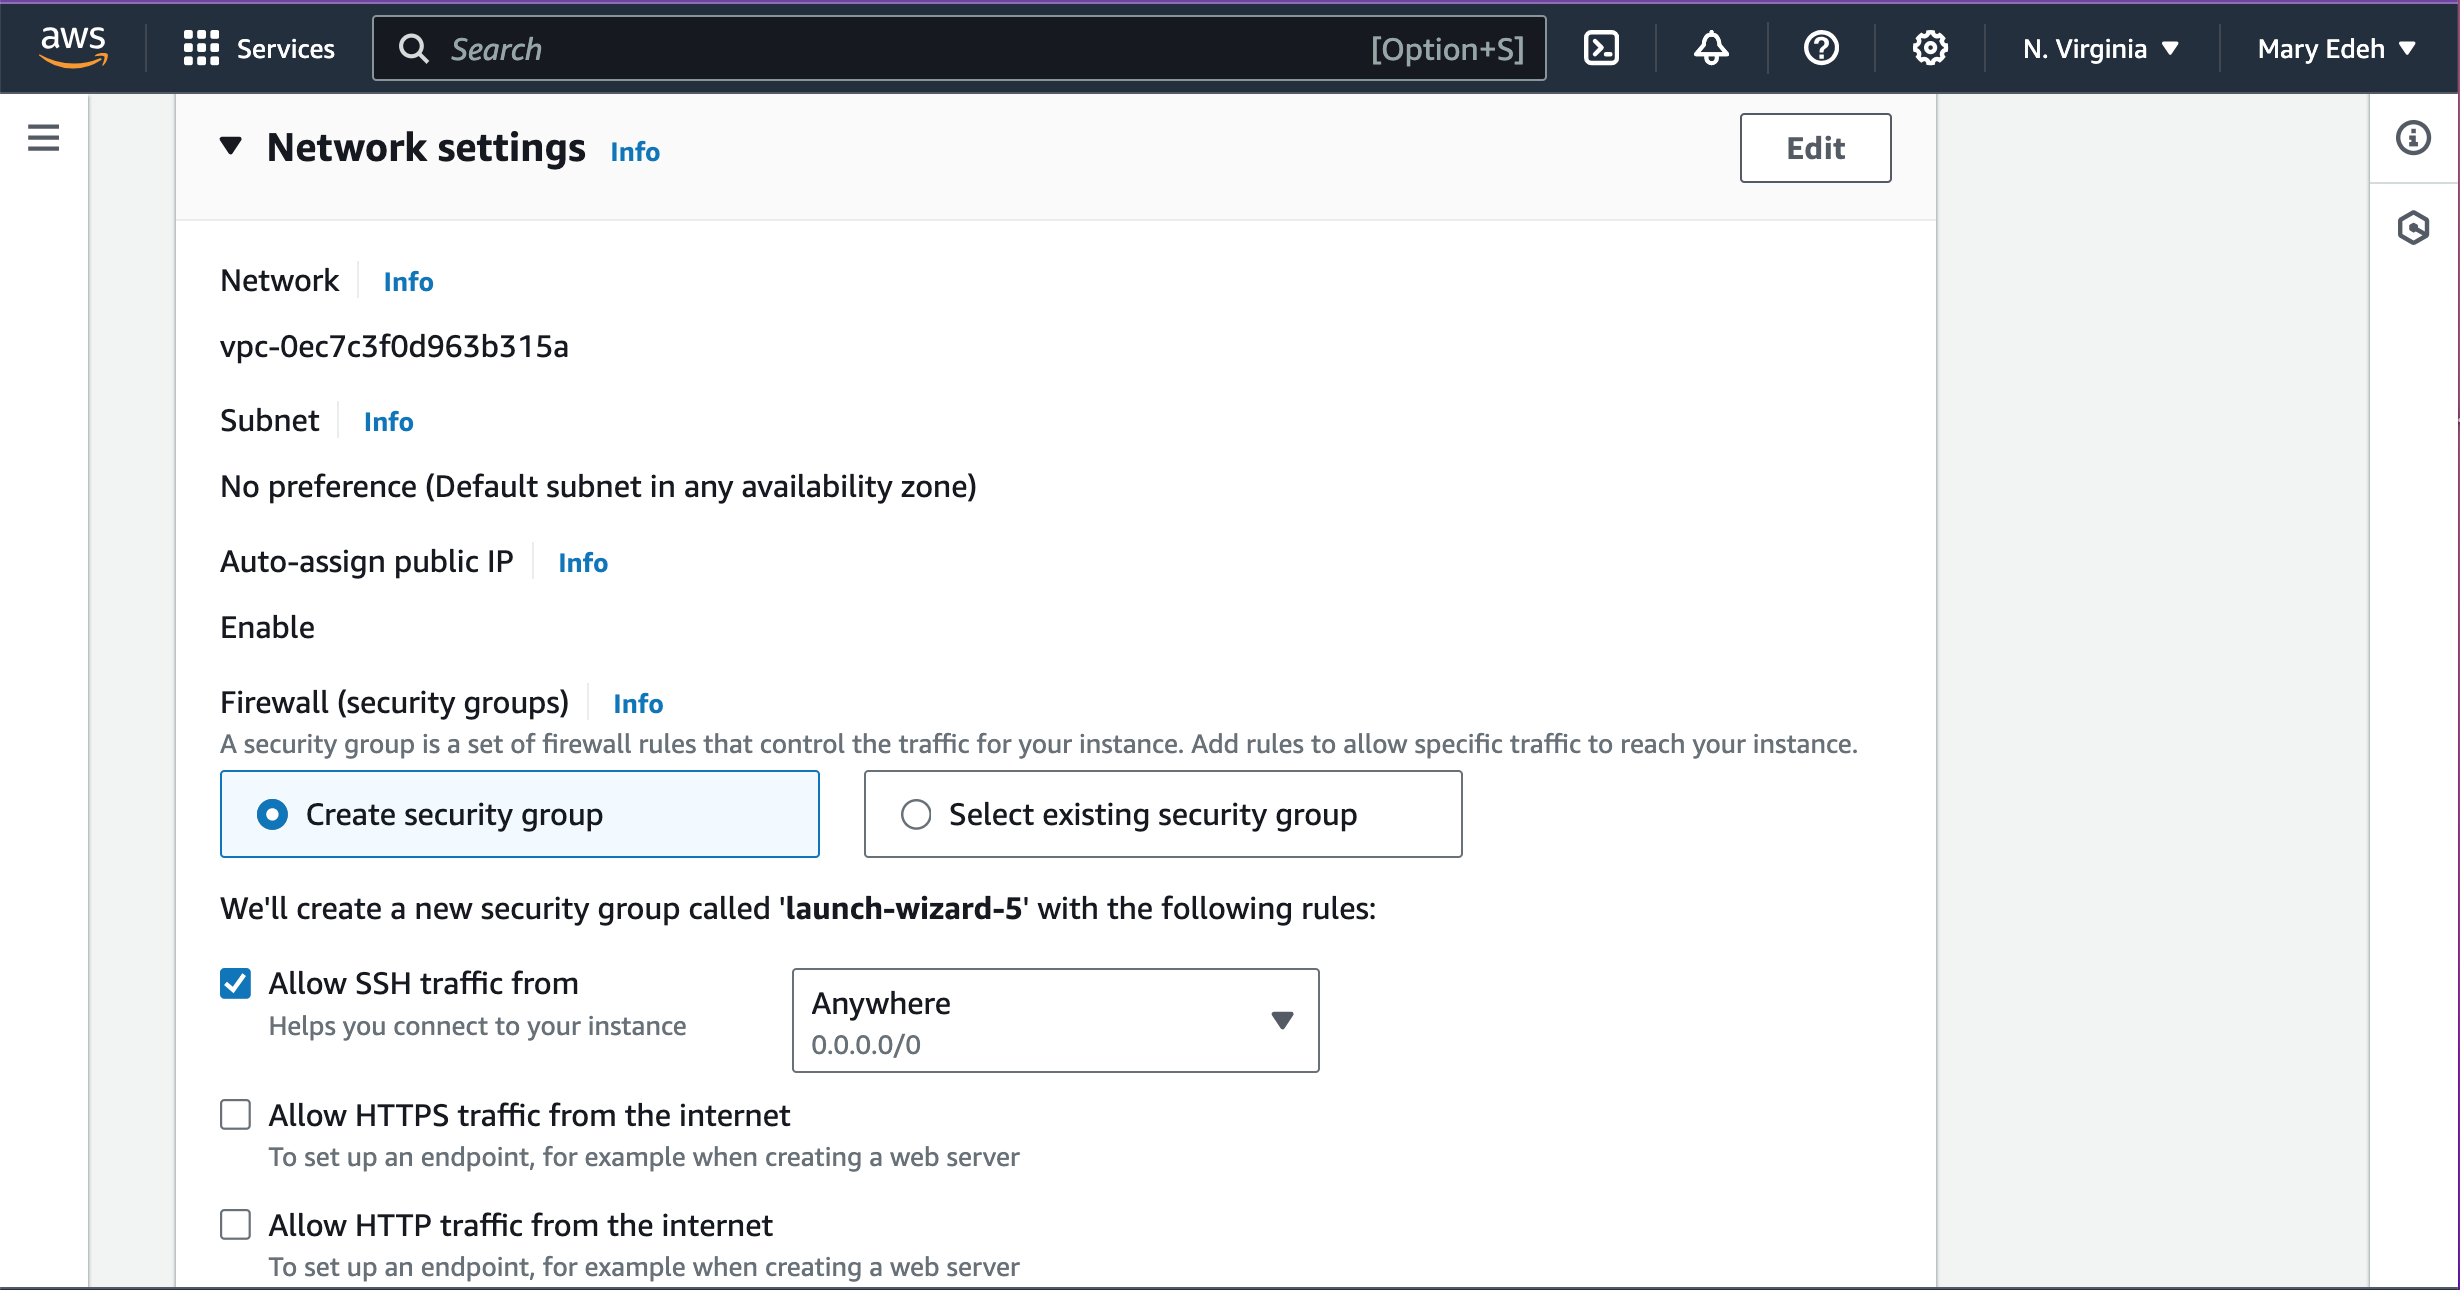 aws
Services
Search
[Option+S]
N. Virginia
Mary Edeh
Network settings Info
Edit
Network Info
vpc-0ec7c3f0d963b315a
Subnet Info
No preference (Default subnet in any availability zone)
Auto-assign public IP Info
Enable
Firewall (security groups) Info
A security group is a set of firewall rules that control the traffic for your instance. Add rules to allow specific traffic to reach your instance.
Create security group
Select existing security group
We'll create a new security group called 'launch-wizard-5' with the following rules:
Allow SSH traffic from
Helps you connect to your instance
Anywhere
0.0.0.0/0
Allow HTTPS traffic from the internet
To set up an endpoint, for example when creating a web server
Allow HTTP traffic from the internet
To set up an endpoint, for example when creating a web server